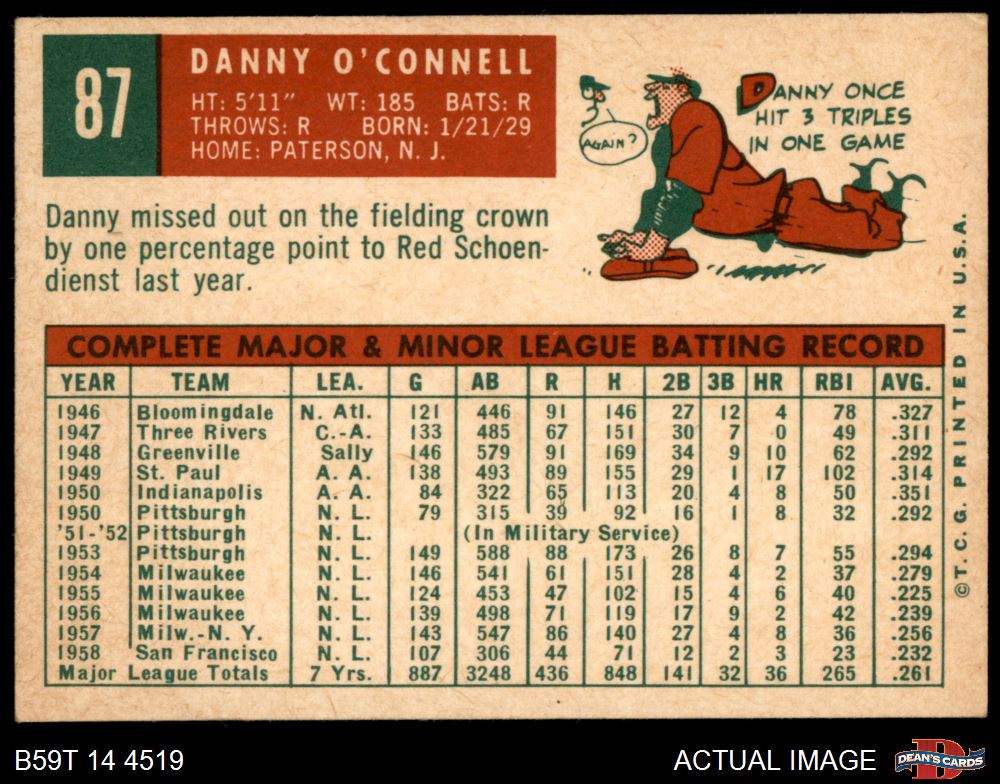 87
DANNY O'CONNELL
HT: 5'11" WT: 185 BATS: R
THROWS: R BORN: 1/21/29
HOME: PATERSON, N. J.
AGAIN?
DANNY ONCE
HIT 3 TRIPLES
IN ONE GAME
Danny missed out on the fielding crown
by one percentage point to Red Schoen-
dienst last year.
COMPLETE MAJOR & MINOR LEAGUE BATTING RECORD
YEAR TEAM LEA. G AB R H 2B 3B HR RBI AVG.
1946 Bloomingdale N. Atl. 121 446 91 146 27 12 4 78 .327
1947 Three Rivers C.-A. 133 485 67 151 30 7 0 49 .311
1948 Greenville Sally 146 579 91 169 34 9 10 62 .292
1949 St. Paul A. A. 138 493 89 155 29 1 17 102 .314
1950 Indianapolis A. A. 84 322 65 113 20 4 8 50 .351
1950 Pittsburgh N. L. 79 315 39 92 16 1 8 32 .292
'51-'52 Pittsburgh N. L. (In Military Service)
1953 Pittsburgh N. L. 149 588 88 173 26 8 7 55 .294
1954 Milwaukee N. L. 146 541 61 151 28 4 2 37 .279
1955 Milwaukee N. L. 124 453 47 102 15 4 6 40 .225
1956 Milwaukee N. L. 139 498 71 119 17 9 2 42 .239
1957 Milw.-N. Y. N. L. 143 547 86 140 27 4 8 36 .256
1958 San Francisco N. L. 107 306 44 71 12 2 3 23 .232
Major League Totals 7 Yrs. 887 3248 436 848 141 32 36 265 .261
©T. C. G. PRINTED IN U.S.A.
B59T 14 4519
ACTUAL IMAGE
D
DEAN'S CARDS